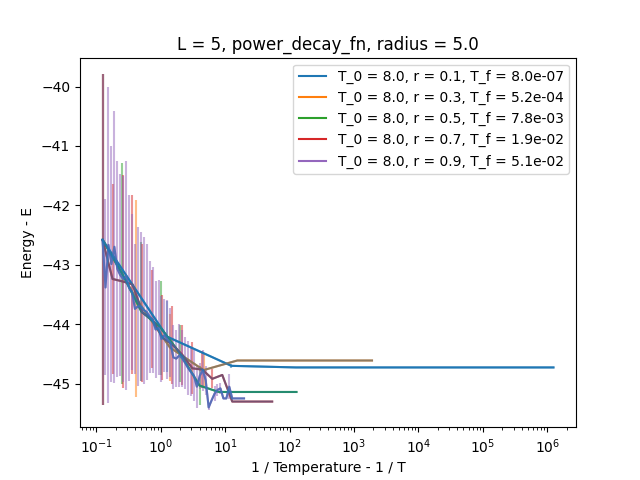 L = 5, power_decay_fn, radius = 5.0
T_0 = 8.0, r = 0.1, T_f = 8.0e-07
T_0 = 8.0, r = 0.3, T_f = 5.2e-04
T_0 = 8.0, r = 0.5, T_f = 7.8e-03
T_0 = 8.0, r = 0.7, T_f = 1.9e-02
T_0 = 8.0, r = 0.9, T_f = 5.1e-02
Energy - E
−40
−41
−42
−43
−44
−45
10⁻¹ 10⁰ 10¹ 10² 10³ 10⁴ 10⁵ 10⁶
1 / Temperature - 1 / T